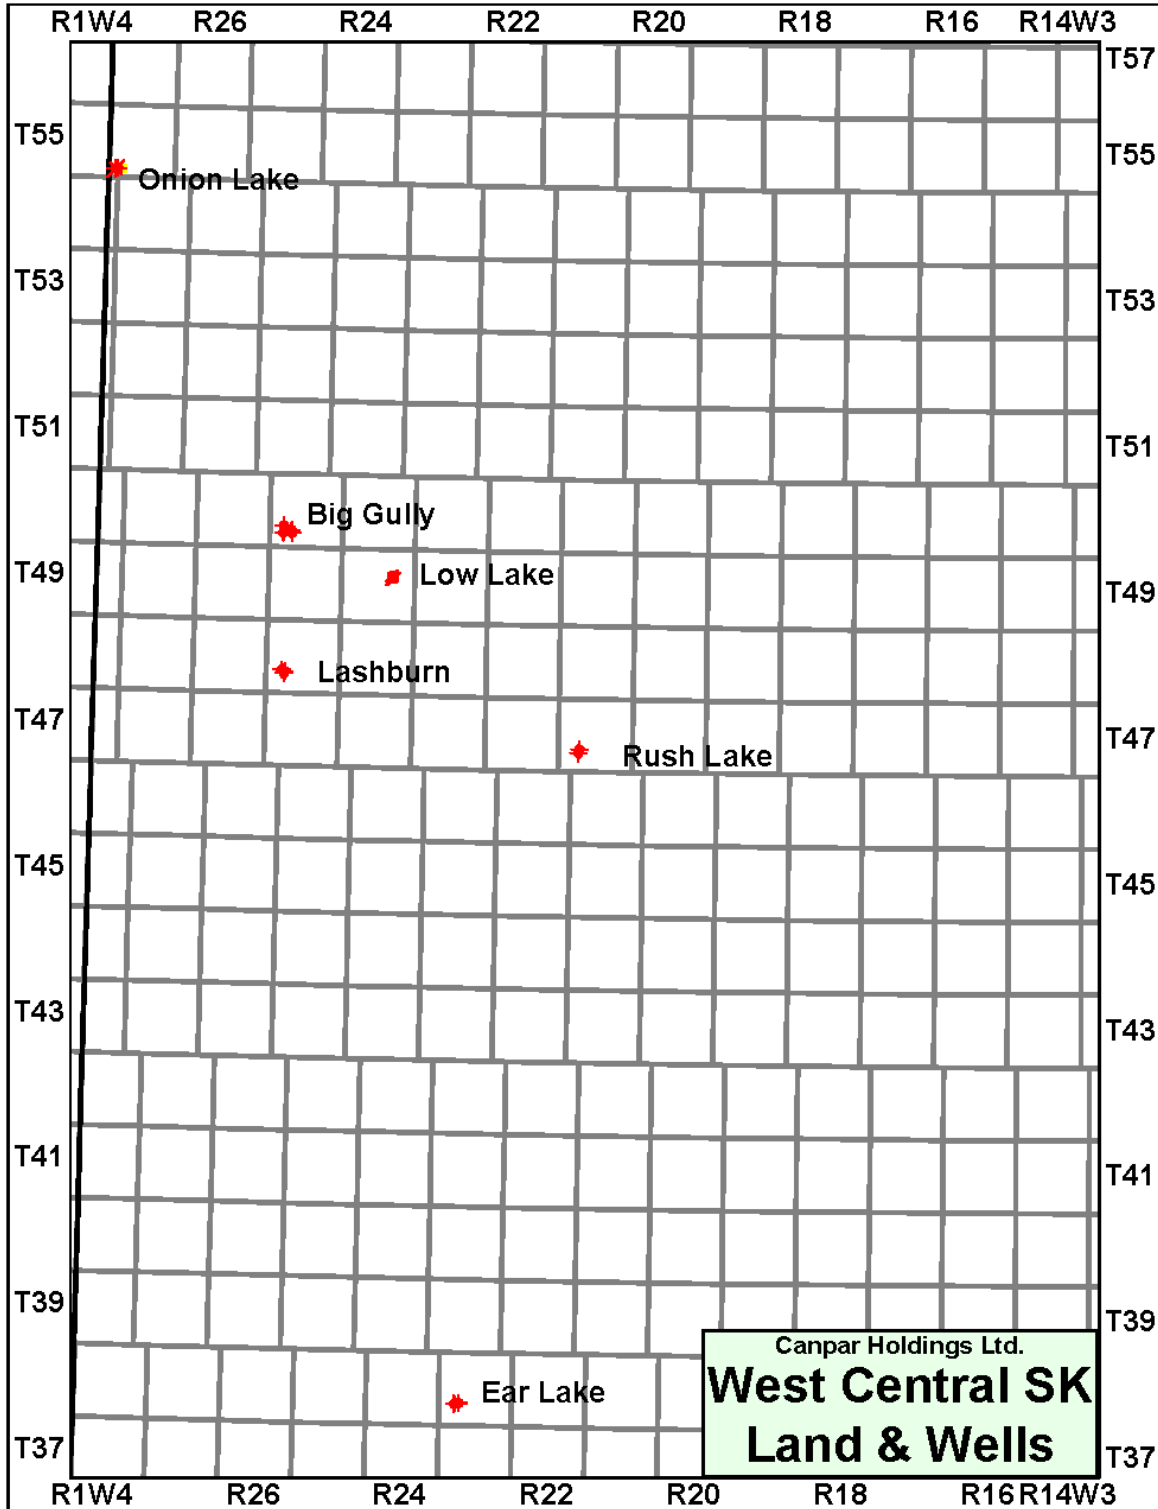 R1W4 R26 R24 R22 R20 R18 R16 R14W3
T57
T55
T55
Onion Lake
T53
T53
T51
T51
Big Gully
T49
Low Lake
T49
Lashburn
T47
T47
Rush Lake
T45
T45
T43
T43
T41
T41
T39
T39
Canpar Holdings Ltd.
West Central SK
Land & Wells
Ear Lake
T37
T37
R1W4 R26 R24 R22 R20 R18 R16 R14W3